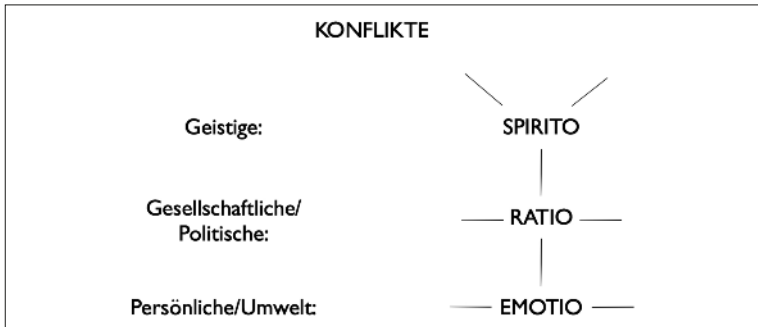 KONFLIKTE
Geistige: SPIRITO
Gesellschaftliche/
Politische: RATIO
Persönliche/Umwelt: EMOTIO